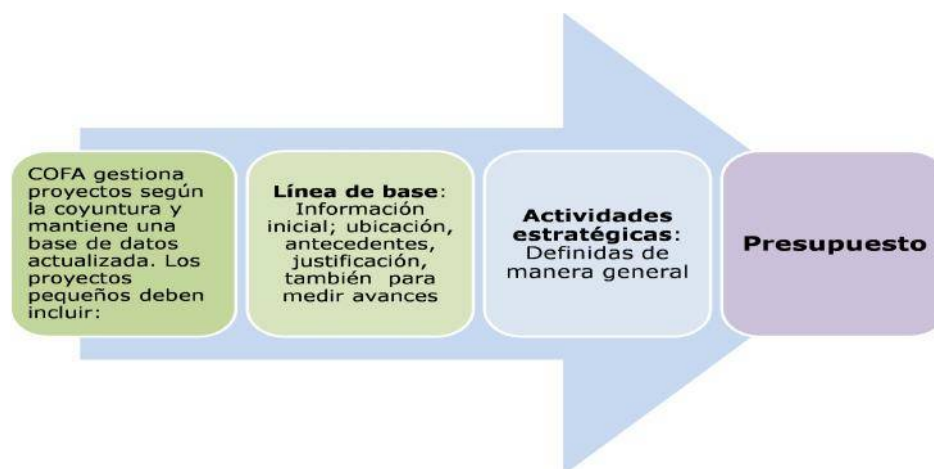 COFA gestiona
proyectos según
la coyuntura y
mantiene una
base de datos
actualizada. Los
proyectos
pequeños deben
incluir:
Línea de base:
Información
inicial; ubicación,
antecedentes,
justificación,
también para
medir avances
Actividades
estratégicas:
Definidas de
manera general
Presupuesto